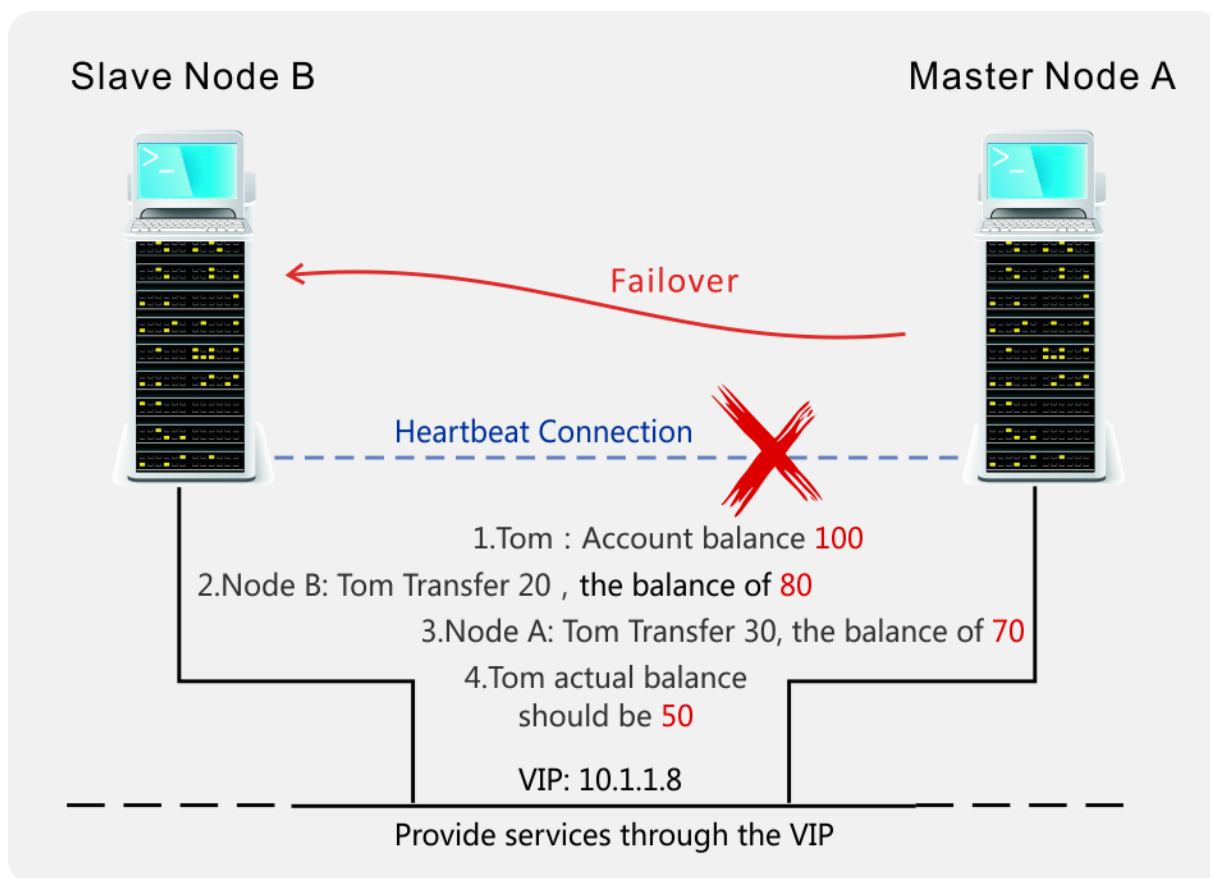 Slave Node B
Master Node A
>_
>_
Failover
Heartbeat Connection
1.Tom : Account balance 100
2.Node B: Tom Transfer 20 , the balance of 80
3.Node A: Tom Transfer 30, the balance of 70
4.Tom actual balance
should be 50
VIP: 10.1.1.8
Provide services through the VIP